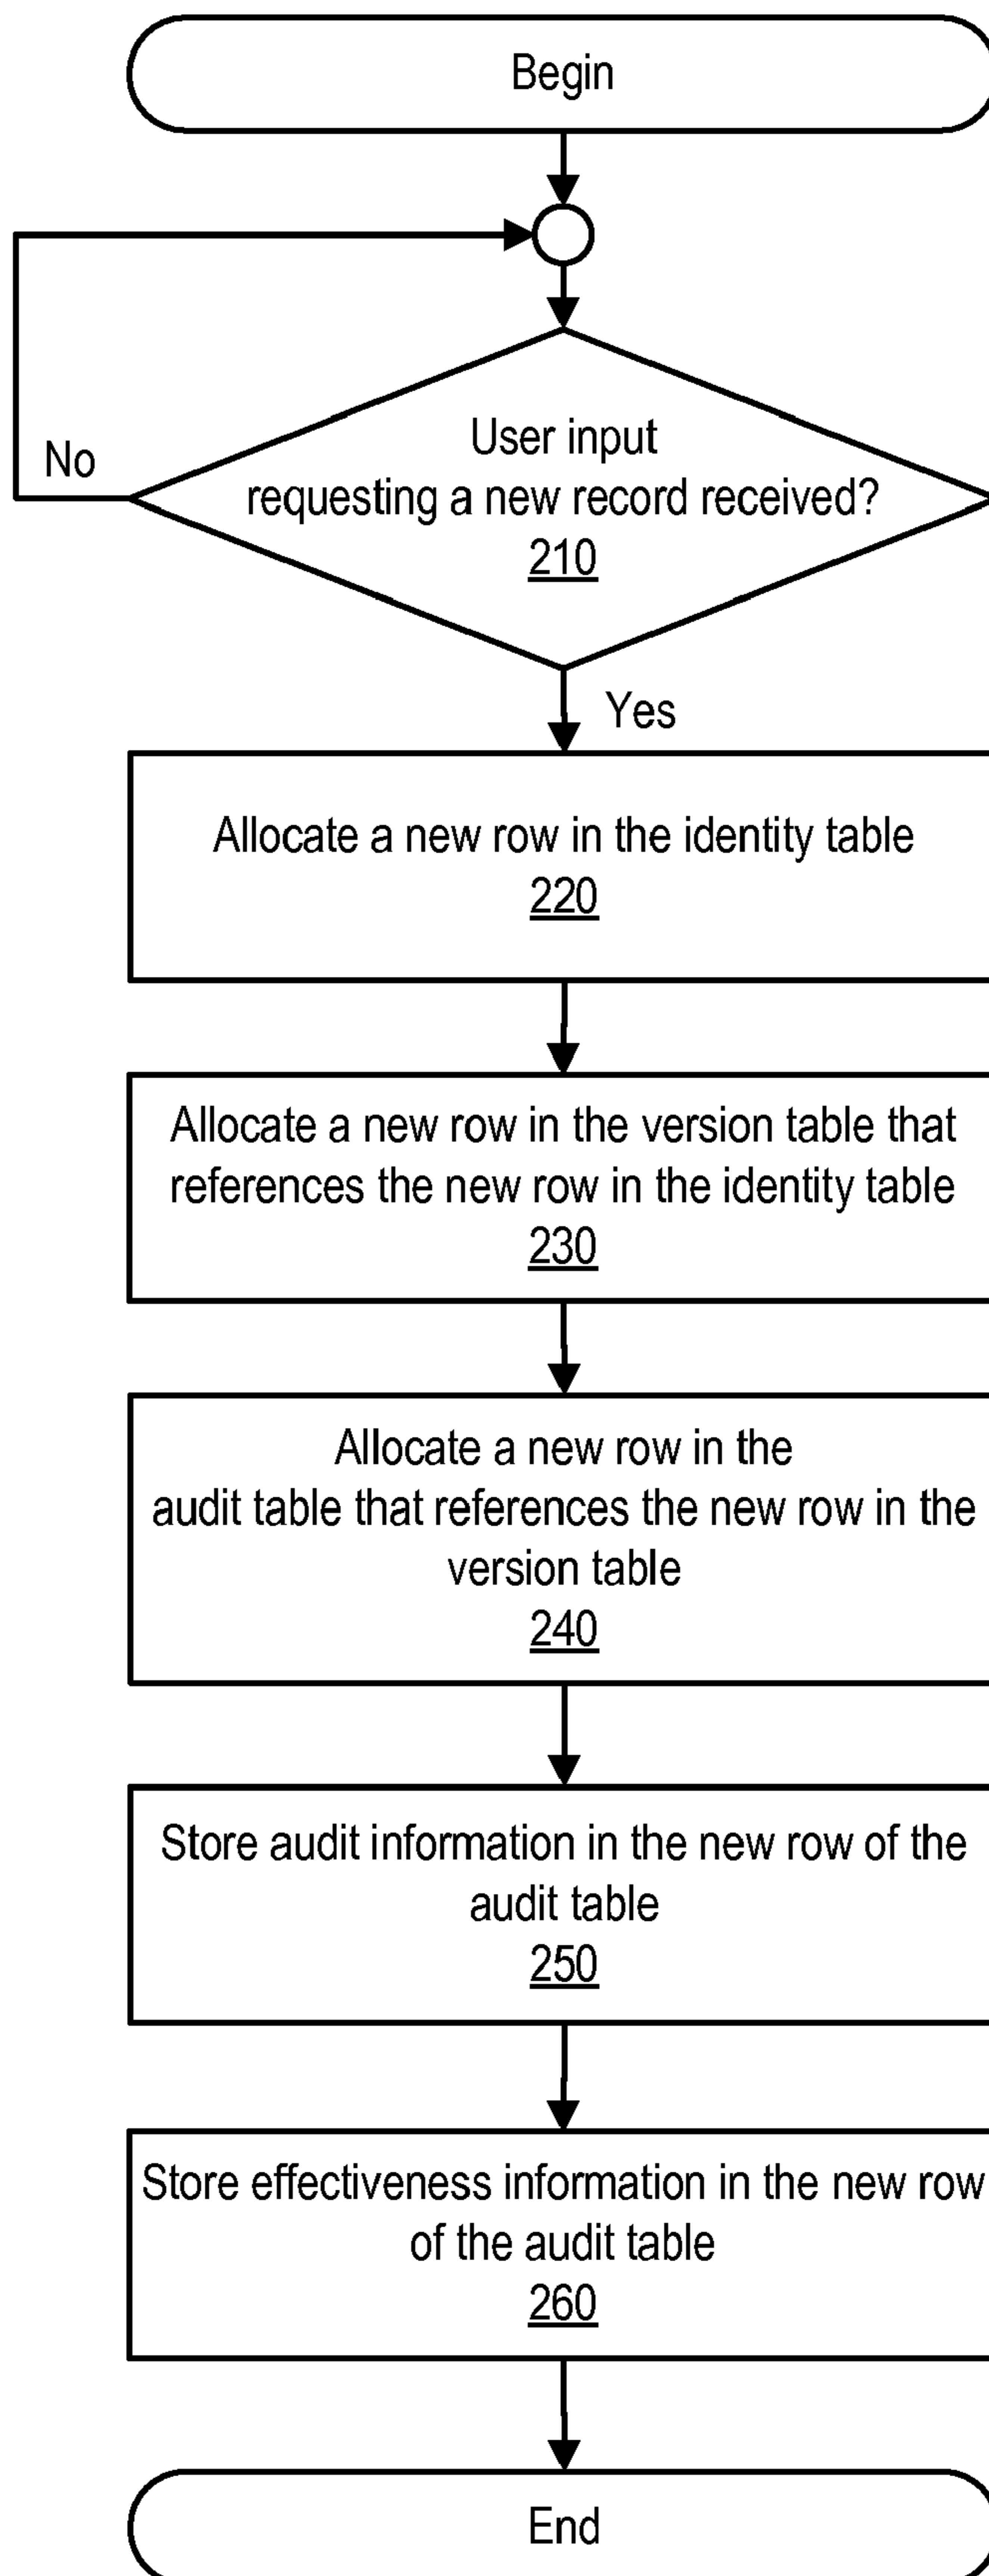 Begin
User input
No
requesting a new record received?
210
Yes
Allocate a new row in the identity table
220
Allocate a new row in the version table that
references the new row in the identity table
230
Allocate a new row in the
audit table that references the new row in the
version table
240
Store audit information in the new row of the
audit table
250
Store effectiveness information in the new row
of the audit table
260
End